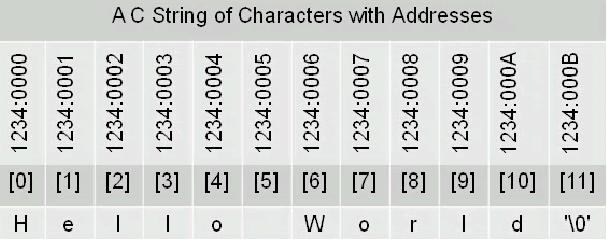 A C String of Characters with Addresses
1234:0000 1234:0001 1234:0002 1234:0003 1234:0004 1234:0005 1234:0006 1234:0007 1234:0008 1234:0009 1234:000A 1234:000B
[0] [1] [2] [3] [4] [5] [6] [7] [8] [9] [10] [11]
H e l l o W o r l d '\0'